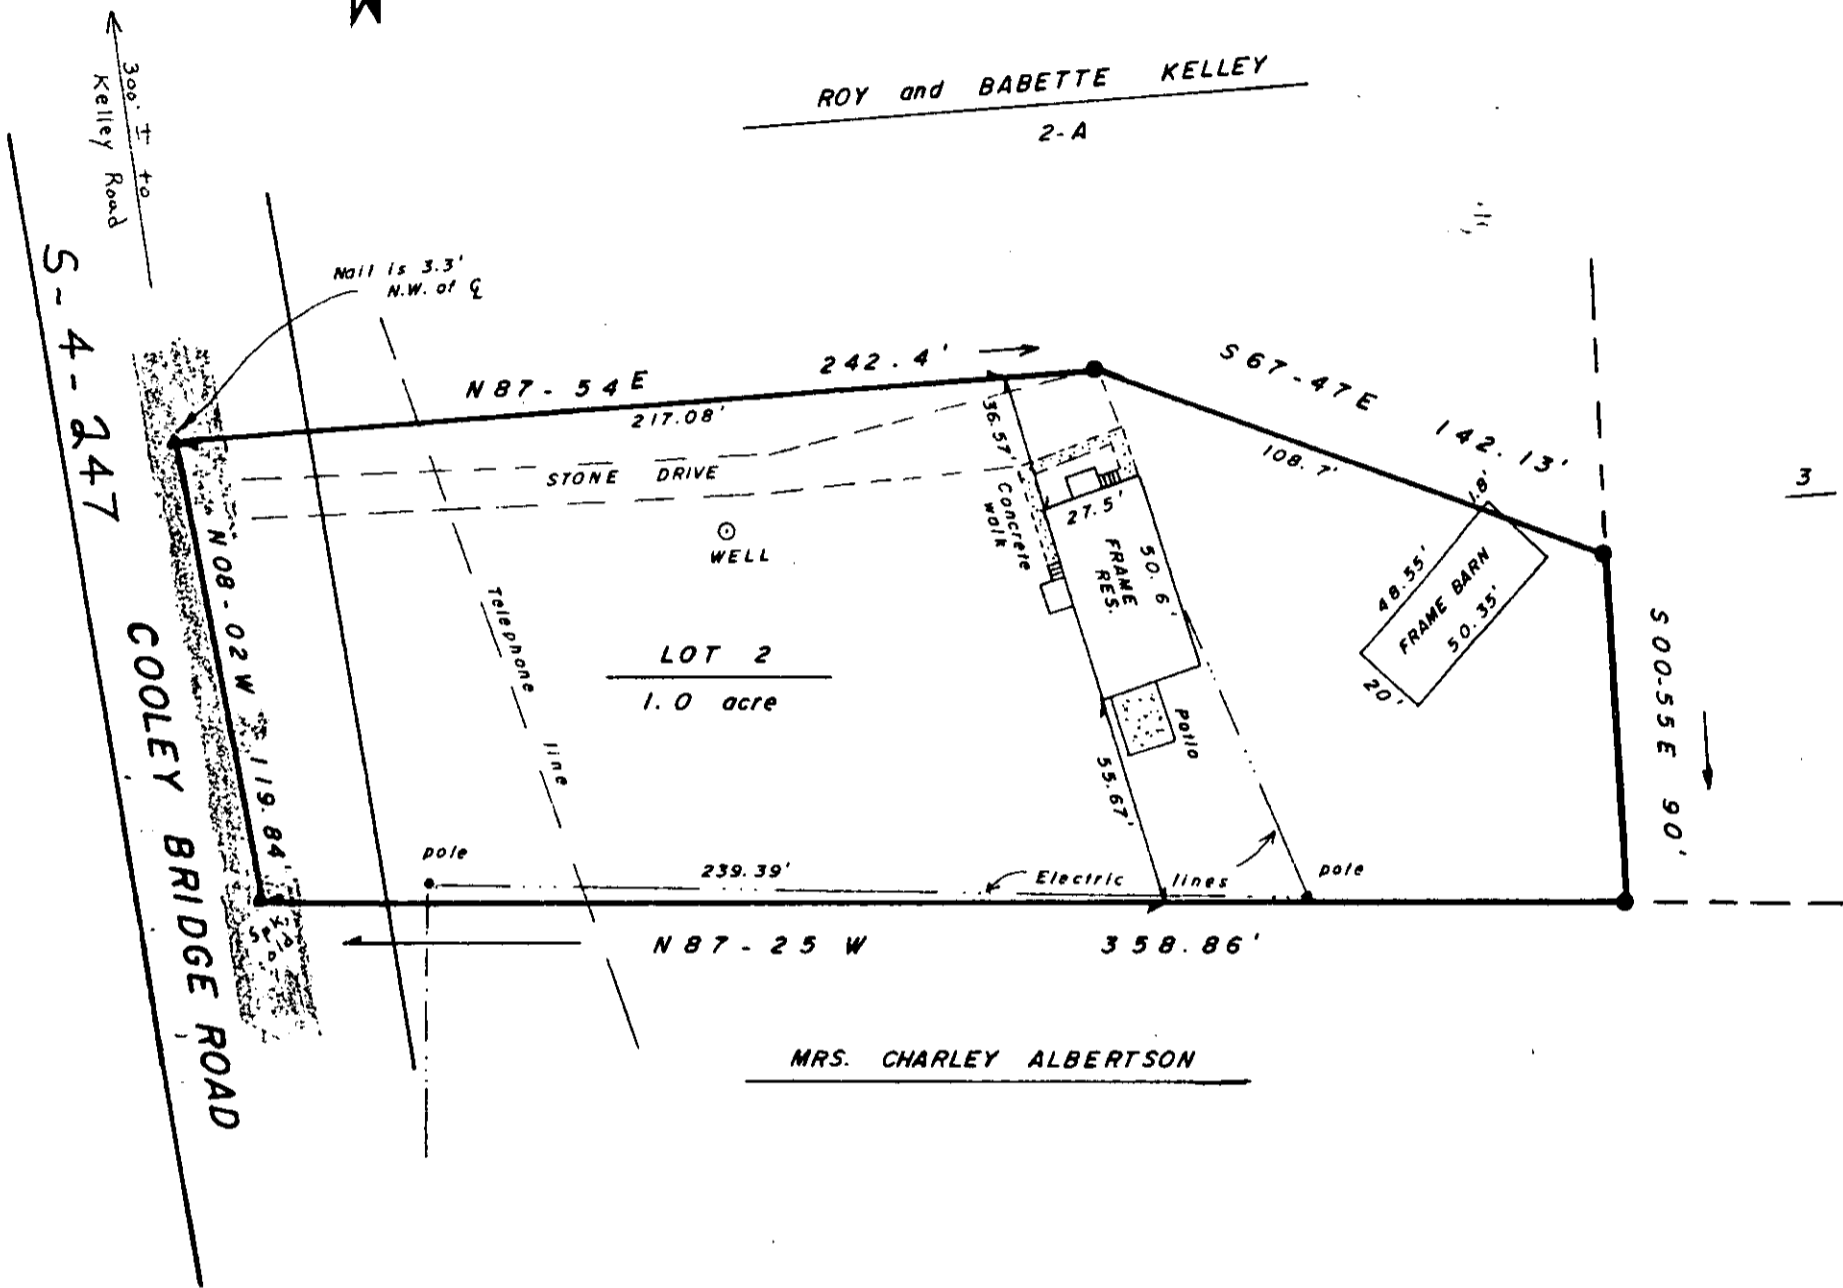 ROY and BABETTE KELLEY
2-A
300' ± to
Kelley Road
S-4-247
COOLEY BRIDGE ROAD
Nail is 3.3'
N.W. of ℄
N 87-54 E
242.4'
217.08'
S 67-47 E 142.13'
108.7'
1.8'
3
STONE DRIVE
WELL
36.57'
Concrete
walk
27.5'
50.6'
FRAME
RES.
48.55'
FRAME BARN
50.35'
20'
N 08-02 W 119.84'
Telephone line
LOT 2
1.0 acre
Patio
55.67'
S 00-55 E 90'
pole
239.39'
Electric lines
pole
N 87-25 W
358.86'
MRS. CHARLEY ALBERTSON